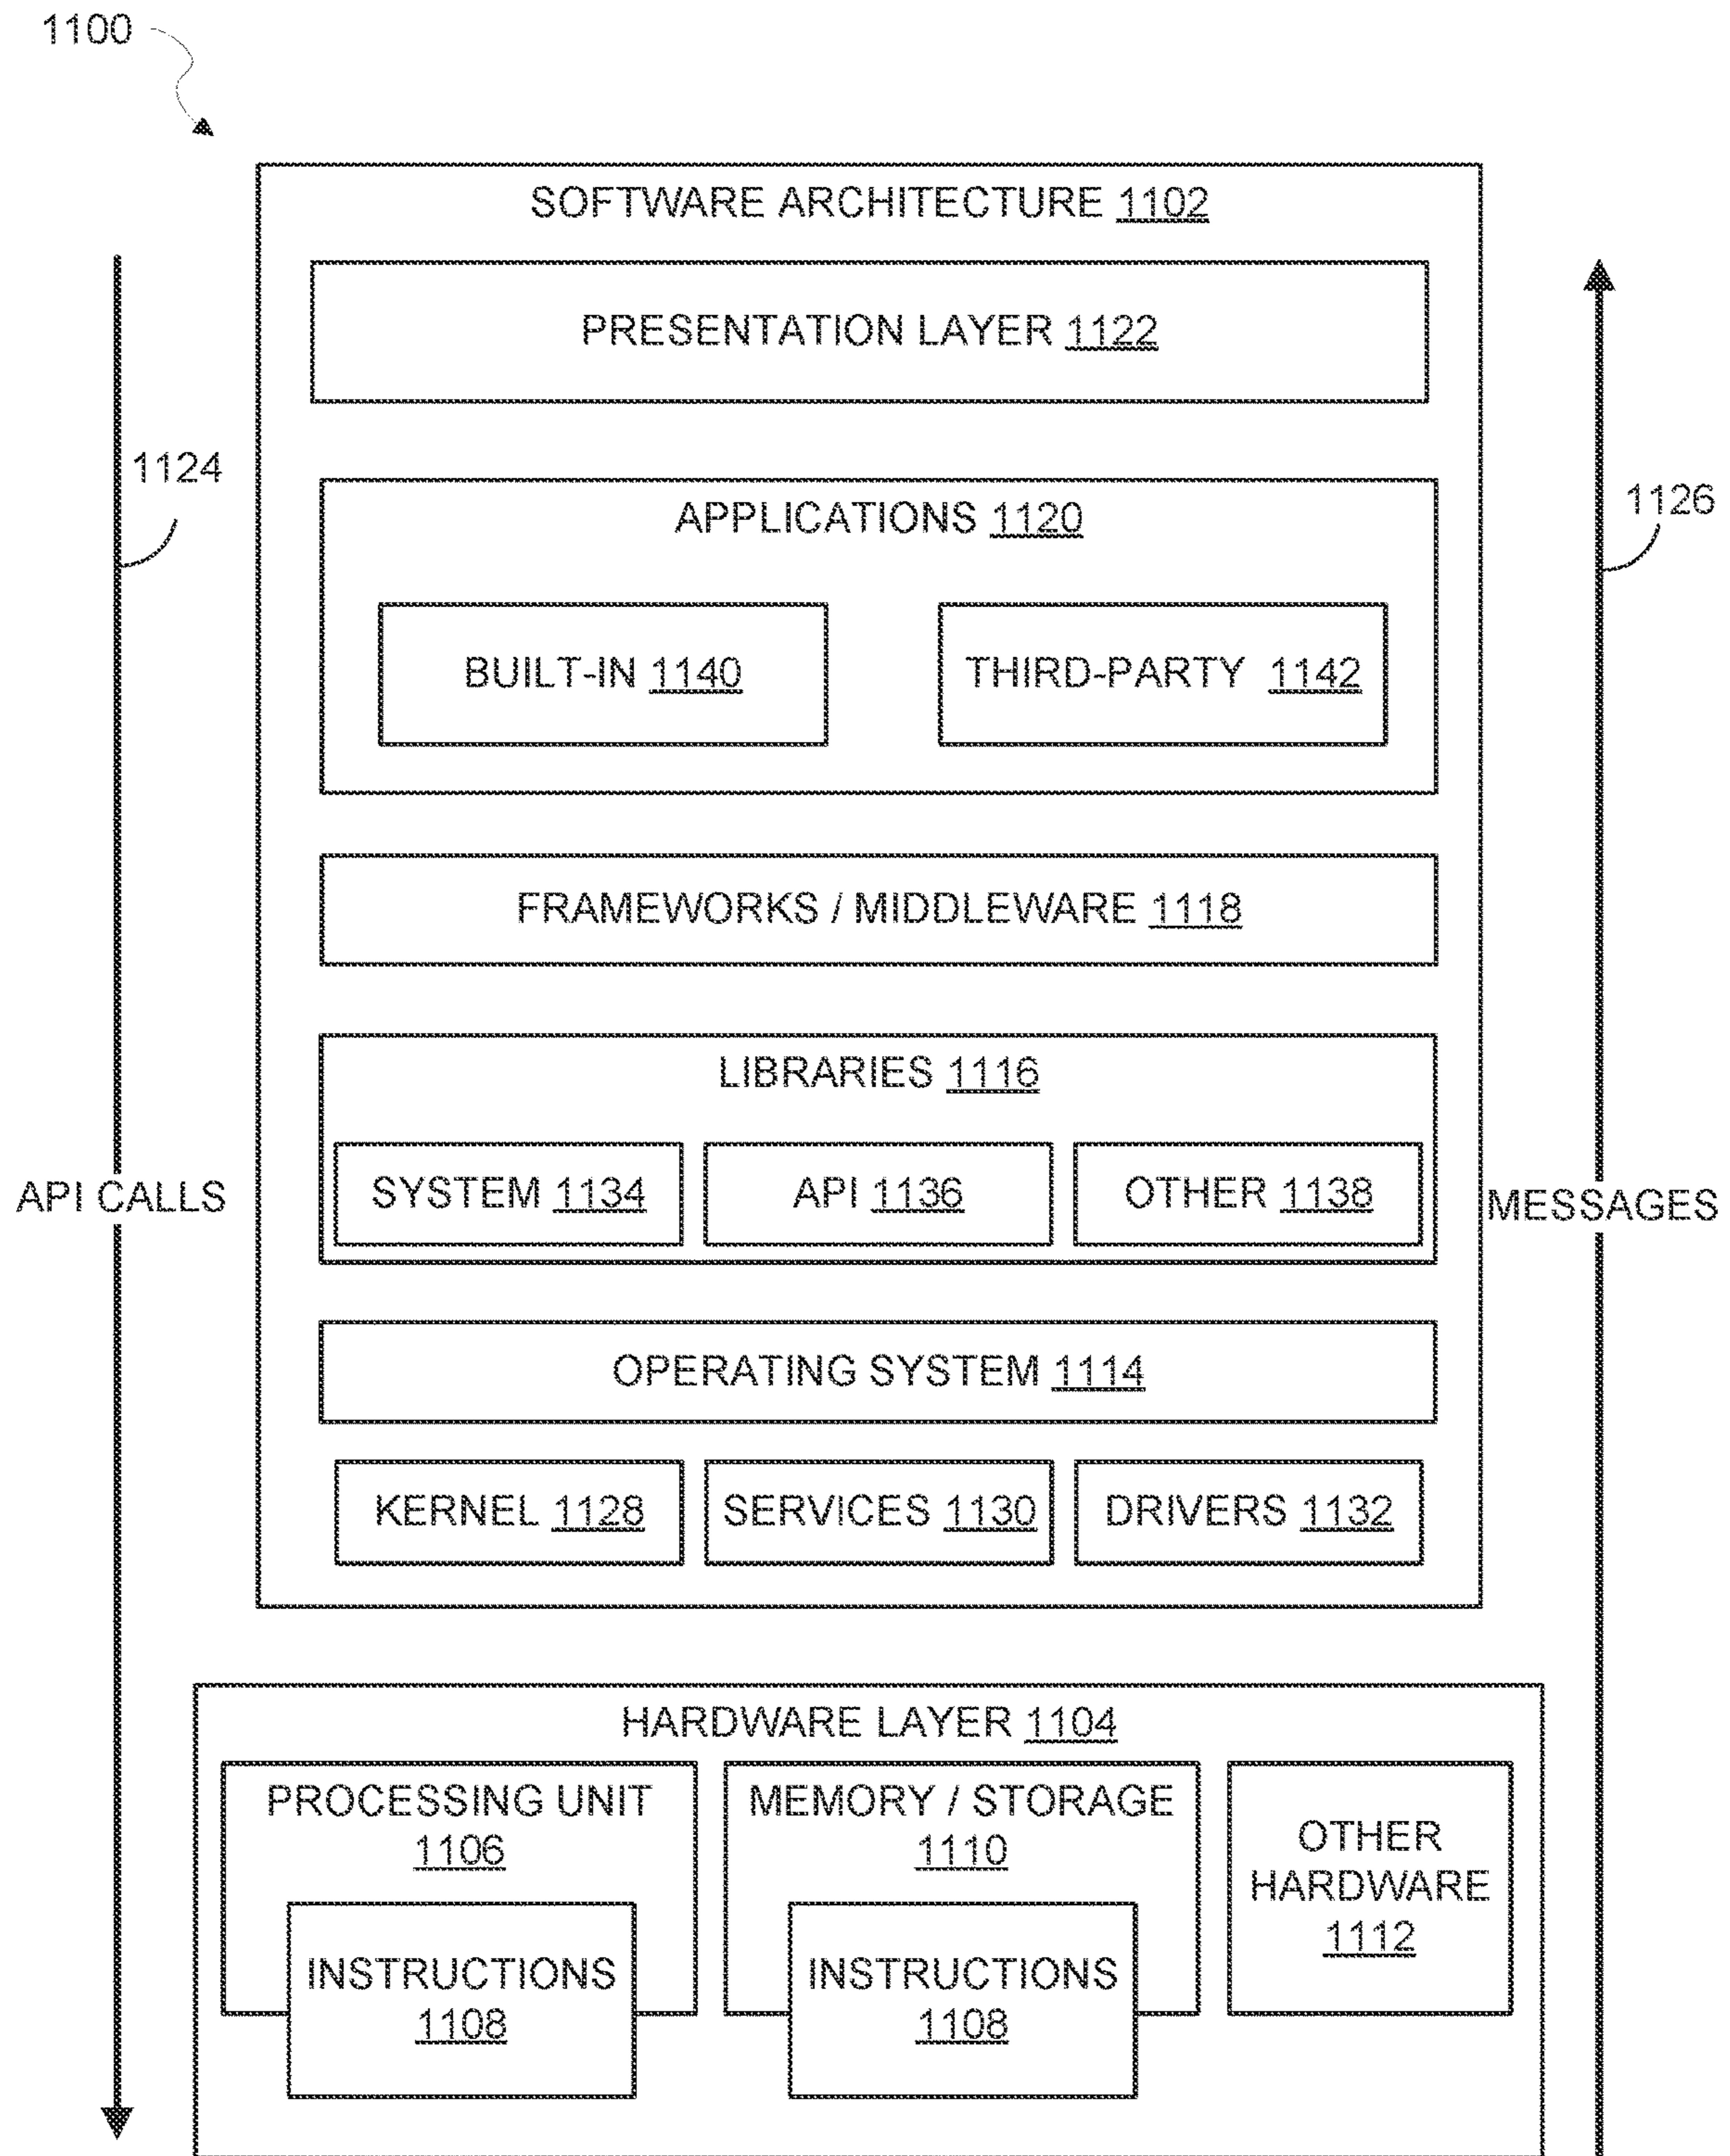 1100
SOFTWARE ARCHITECTURE 1102
PRESENTATION LAYER 1122
1124
1126
APPLICATIONS 1120
BUILT-IN 1140
THIRD-PARTY 1142
FRAMEWORKS / MIDDLEWARE 1118
LIBRARIES 1116
SYSTEM 1134
API 1136
OTHER 1138
API CALLS
MESSAGES
OPERATING SYSTEM 1114
KERNEL 1128
SERVICES 1130
DRIVERS 1132
HARDWARE LAYER 1104
PROCESSING UNIT
1106
INSTRUCTIONS
1108
MEMORY / STORAGE
1110
INSTRUCTIONS
1108
OTHER
HARDWARE
1112